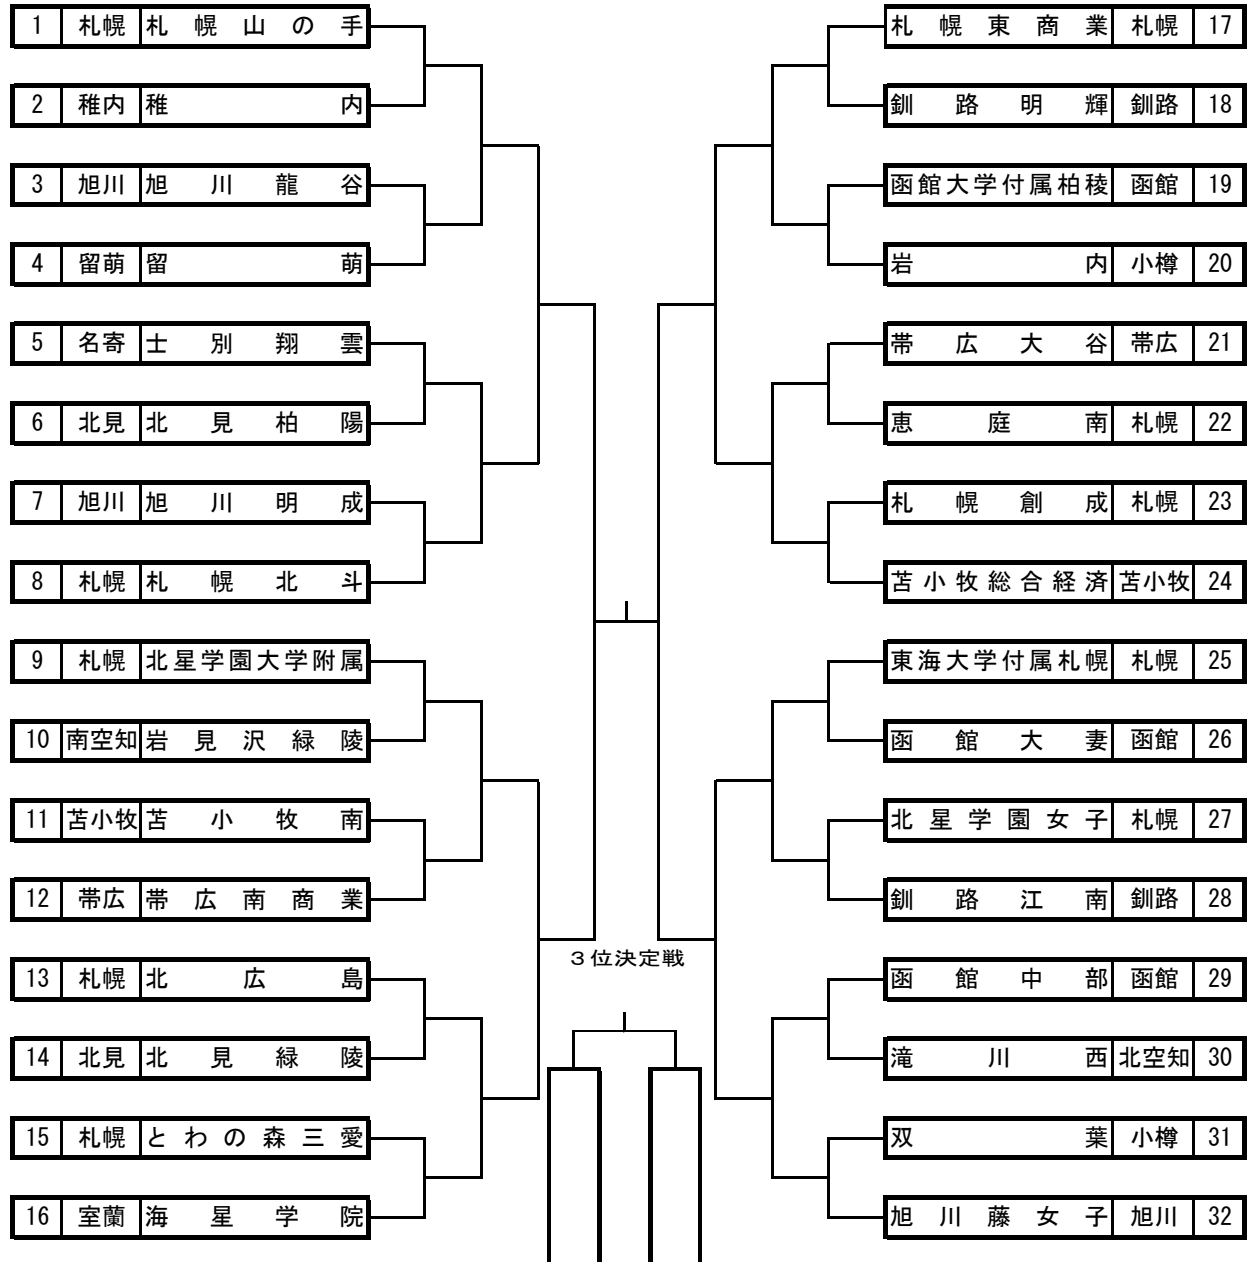 1 札幌 札幌山の手
2 稚内 稚内
3 旭川 旭川龍谷
4 留萌 留萌
5 名寄 士別翔雲
6 北見 北見柏陽
7 旭川 旭川明成
8 札幌 札幌北斗
9 札幌 北星学園大学附属
10 南空知 岩見沢緑陵
11 苫小牧 苫小牧南
12 帯広 帯広南商業
13 札幌 北広島
14 北見 北見緑陵
15 札幌 とわの森三愛
16 室蘭 海星学院
3位決定戦
札幌東商業 札幌 17
釧路明輝 釧路 18
函館大学付属柏稜 函館 19
岩内 小樽 20
帯広大谷 帯広 21
恵庭南 札幌 22
札幌創成 札幌 23
苫小牧総合経済 苫小牧 24
東海大学付属札幌 札幌 25
函館大妻 函館 26
北星学園女子 札幌 27
釧路江南 釧路 28
函館中部 函館 29
滝川西 北空知 30
双葉 小樽 31
旭川藤女子 旭川 32